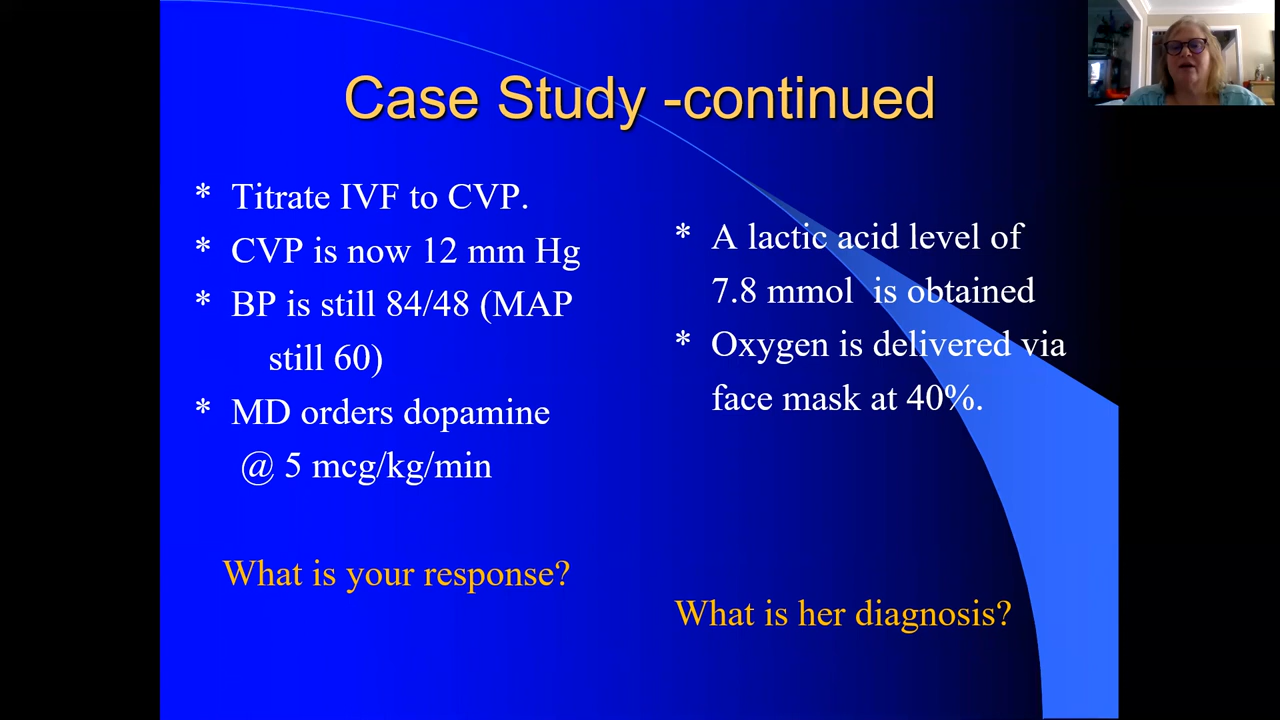 Case Study -continued
* Titrate IVF to CVP.
* CVP is now 12 mm Hg
* BP is still 84/48 (MAP
still 60)
* MD orders dopamine
@ 5 mcg/kg/min
What is your response?
* A lactic acid level of
7.8 mmol is obtained
* Oxygen is delivered via
face mask at 40%.
What is her diagnosis?